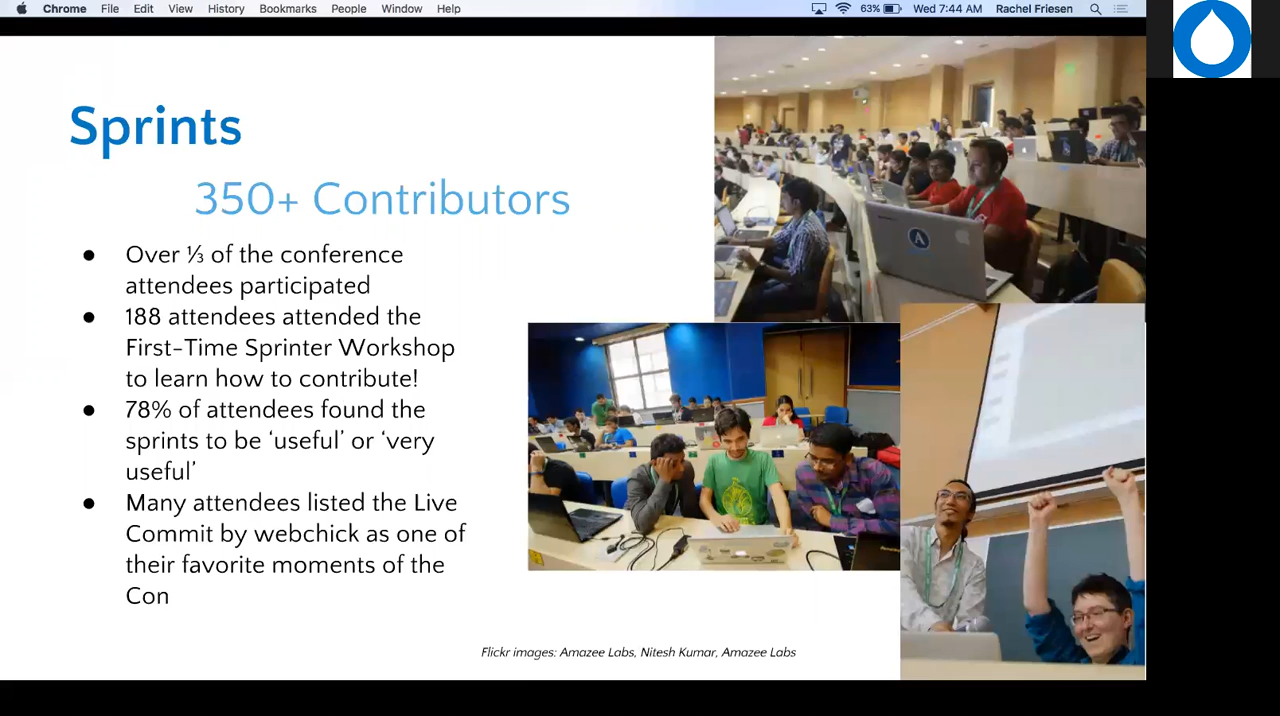 Chrome File Edit View History Bookmarks People Window Help 63% Wed 7:44 AM Rachel Friesen
Sprints
350+ Contributors
● Over ⅓ of the conference
attendees participated
● 188 attendees attended the
First-Time Sprinter Workshop
to learn how to contribute!
● 78% of attendees found the
sprints to be ‘useful’ or ‘very
useful’
● Many attendees listed the Live
Commit by webchick as one of
their favorite moments of the
Con
Flickr images: Amazee Labs, Nitesh Kumar, Amazee Labs